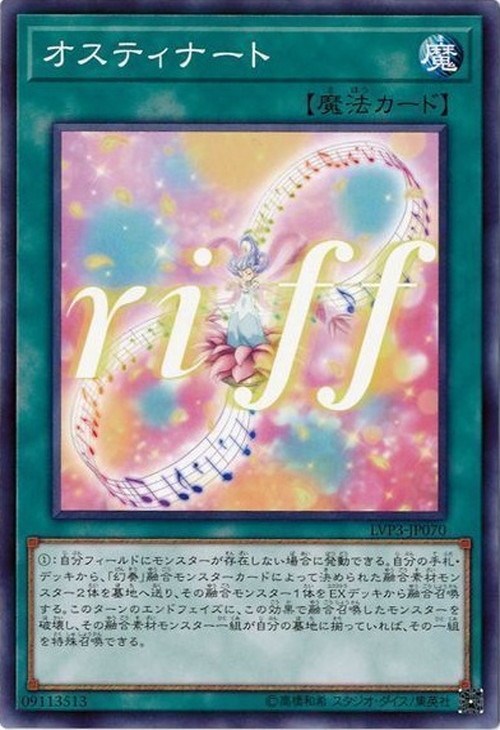 オスティナート
魔
【魔法カード】
riff
LVP3-JP070
①：自分フィールドにモンスターが存在しない場合に発動できる。自分の手札・
デッキから、「幻奏」融合モンスターカードによって決められた融合素材モン
スター２体を墓地へ送り、その融合モンスター１体をEXデッキから融合召喚
する。このターンのエンドフェイズに、この効果で融合召喚したモンスターを
破壊し、その融合素材モンスター一組が自分の墓地に揃っていれば、その一組
を特殊召喚できる。
09113513
©高橋和希 スタジオ・ダイス/集英社